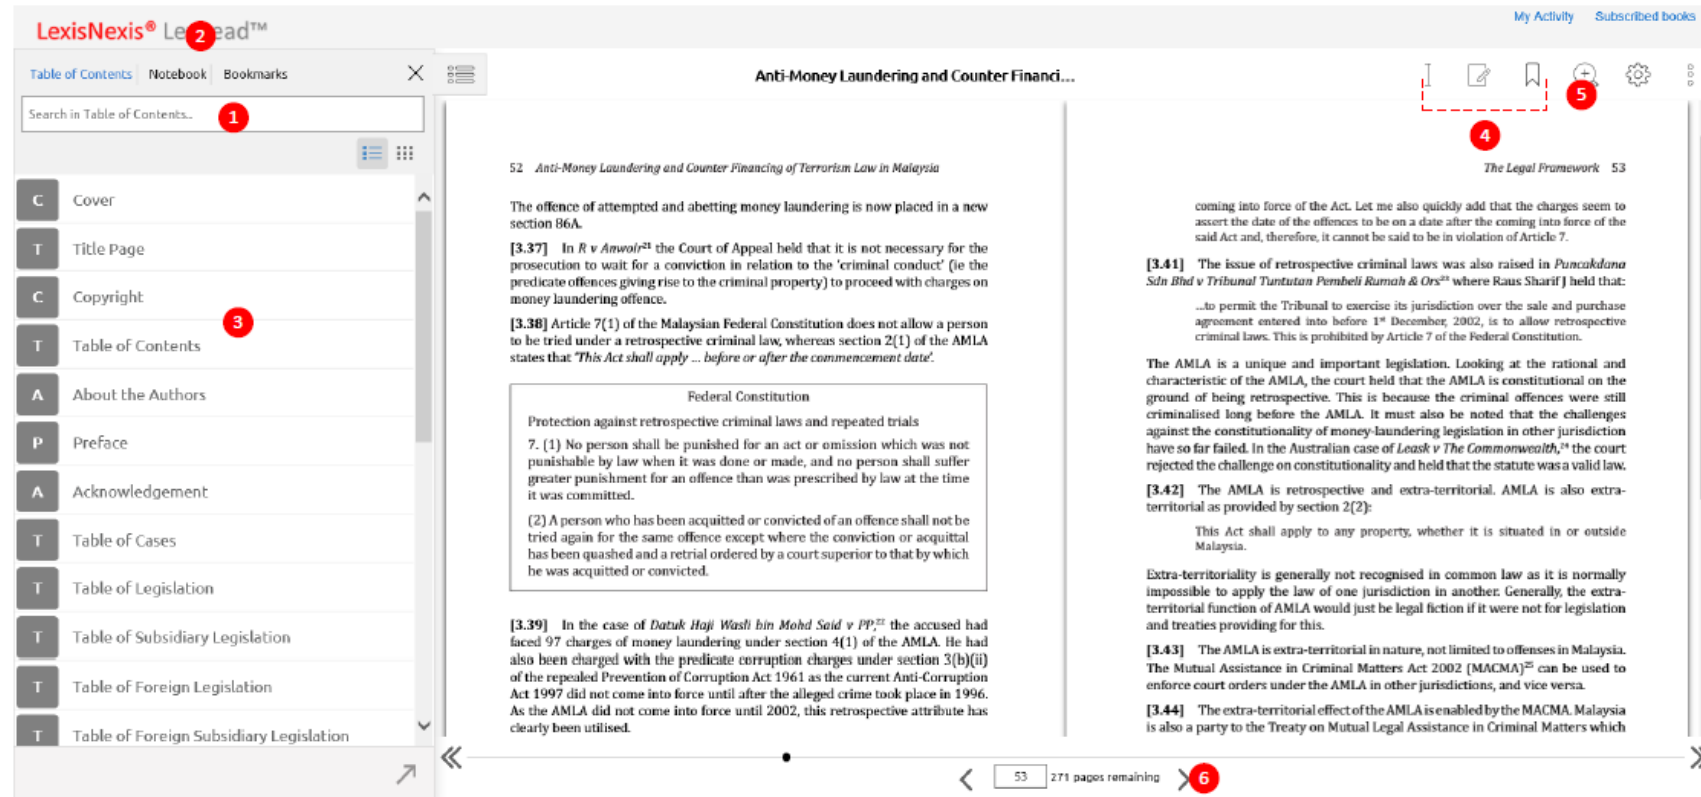 My Activity Subscribed books
LexisNexis® Le ead™
2
Table of Contents Notebook Bookmarks
Search in Table of Contents...
1
C Cover
T Title Page
C Copyright
3
T Table of Contents
A About the Authors
P Preface
A Acknowledgement
T Table of Cases
T Table of Legislation
T Table of Subsidiary Legislation
T Table of Foreign Legislation
T Table of Foreign Subsidiary Legislation
Anti-Money Laundering and Counter Financi...
5
4
52 Anti-Money Laundering and Counter Financing of Terrorism Law in Malaysia
The offence of attempted and abetting money laundering is now placed in a new
section 86A.
[3.37] In R v Anwoir²¹ the Court of Appeal held that it is not necessary for the
prosecution to wait for a conviction in relation to the 'criminal conduct' (ie the
predicate offences giving rise to the criminal property) to proceed with charges on
money laundering offence.
[3.38] Article 7(1) of the Malaysian Federal Constitution does not allow a person
to be tried under a retrospective criminal law, whereas section 2(1) of the AMLA
states that 'This Act shall apply ... before or after the commencement date'.
Federal Constitution
Protection against retrospective criminal laws and repeated trials
7. (1) No person shall be punished for an act or omission which was not
punishable by law when it was done or made, and no person shall suffer
greater punishment for an offence than was prescribed by law at the time
it was committed.
(2) A person who has been acquitted or convicted of an offence shall not be
tried again for the same offence except where the conviction or acquittal
has been quashed and a retrial ordered by a court superior to that by which
he was acquitted or convicted.
[3.39] In the case of Datuk Haji Wasli bin Mohd Said v PP,²² the accused had
faced 97 charges of money laundering under section 4(1) of the AMLA. He had
also been charged with the predicate corruption charges under section 3(b)(ii)
of the repealed Prevention of Corruption Act 1961 as the current Anti-Corruption
Act 1997 did not come into force until after the alleged crime took place in 1996.
As the AMLA did not come into force until 2002, this retrospective attribute has
clearly been utilised.
The Legal Framework 53
coming into force of the Act. Let me also quickly add that the charges seem to
assert the date of the offences to be on a date after the coming into force of the
said Act and, therefore, it cannot be said to be in violation of Article 7.
[3.41] The issue of retrospective criminal laws was also raised in Puncakdana
Sdn Bhd v Tribunal Tuntutan Pembeli Rumah & Ors²³ where Raus Sharif J held that:
...to permit the Tribunal to exercise its jurisdiction over the sale and purchase
agreement entered into before 1st December, 2002, is to allow retrospective
criminal laws. This is prohibited by Article 7 of the Federal Constitution.
The AMLA is a unique and important legislation. Looking at the rational and
characteristic of the AMLA, the court held that the AMLA is constitutional on the
ground of being retrospective. This is because the criminal offences were still
criminalised long before the AMLA. It must also be noted that the challenges
against the constitutionality of money-laundering legislation in other jurisdiction
have so far failed. In the Australian case of Leask v The Commonwealth,²⁴ the court
rejected the challenge on constitutionality and held that the statute was a valid law.
[3.42] The AMLA is retrospective and extra-territorial. AMLA is also extra-
territorial as provided by section 2(2):
This Act shall apply to any property, whether it is situated in or outside
Malaysia.
Extra-territoriality is generally not recognised in common law as it is normally
impossible to apply the law of one jurisdiction in another. Generally, the extra-
territorial function of AMLA would just be legal fiction if it were not for legislation
and treaties providing for this.
[3.43] The AMLA is extra-territorial in nature, not limited to offenses in Malaysia.
The Mutual Assistance in Criminal Matters Act 2002 (MACMA)²⁵ can be used to
enforce court orders under the AMLA in other jurisdictions, and vice versa.
[3.44] The extra-territorial effect of the AMLA is enabled by the MACMA. Malaysia
is also a party to the Treaty on Mutual Legal Assistance in Criminal Matters which
53 271 pages remaining
6